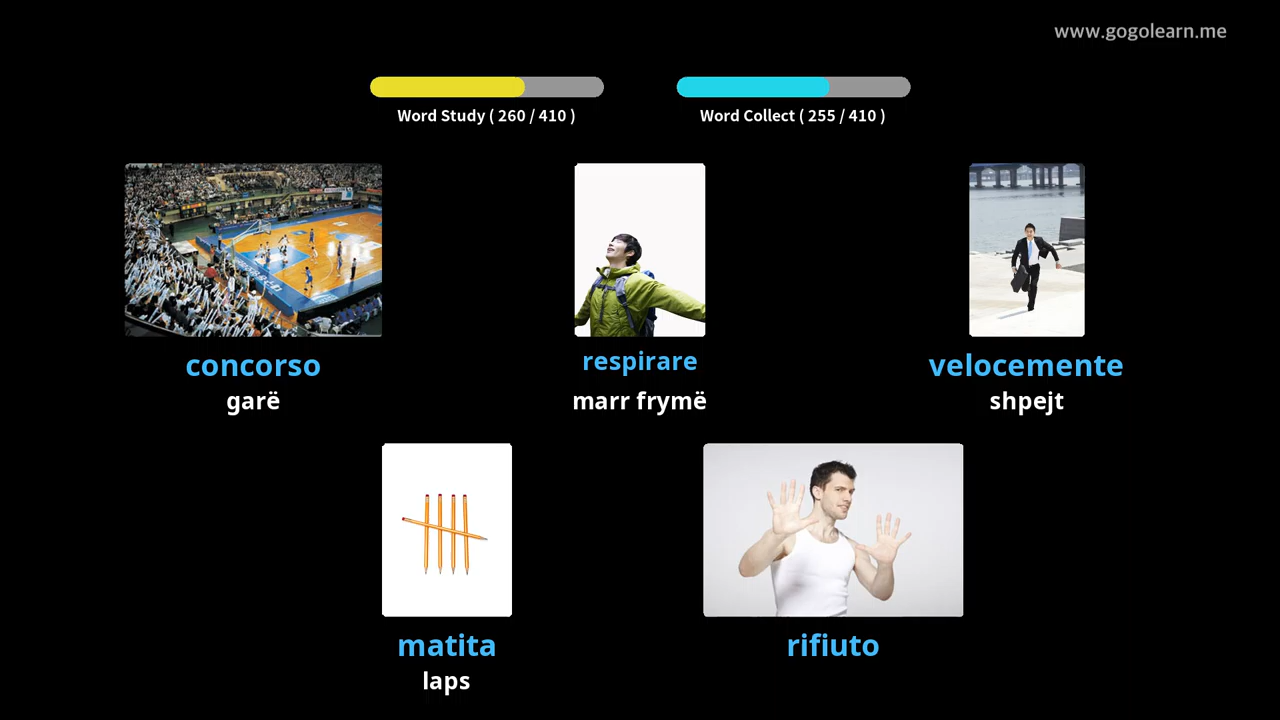 www.gogolearn.me
Word Study ( 260 / 410 )
Word Collect ( 255 / 410 )
concorso
garë
respirare
marr frymë
velocemente
shpejt
matita
laps
rifiuto